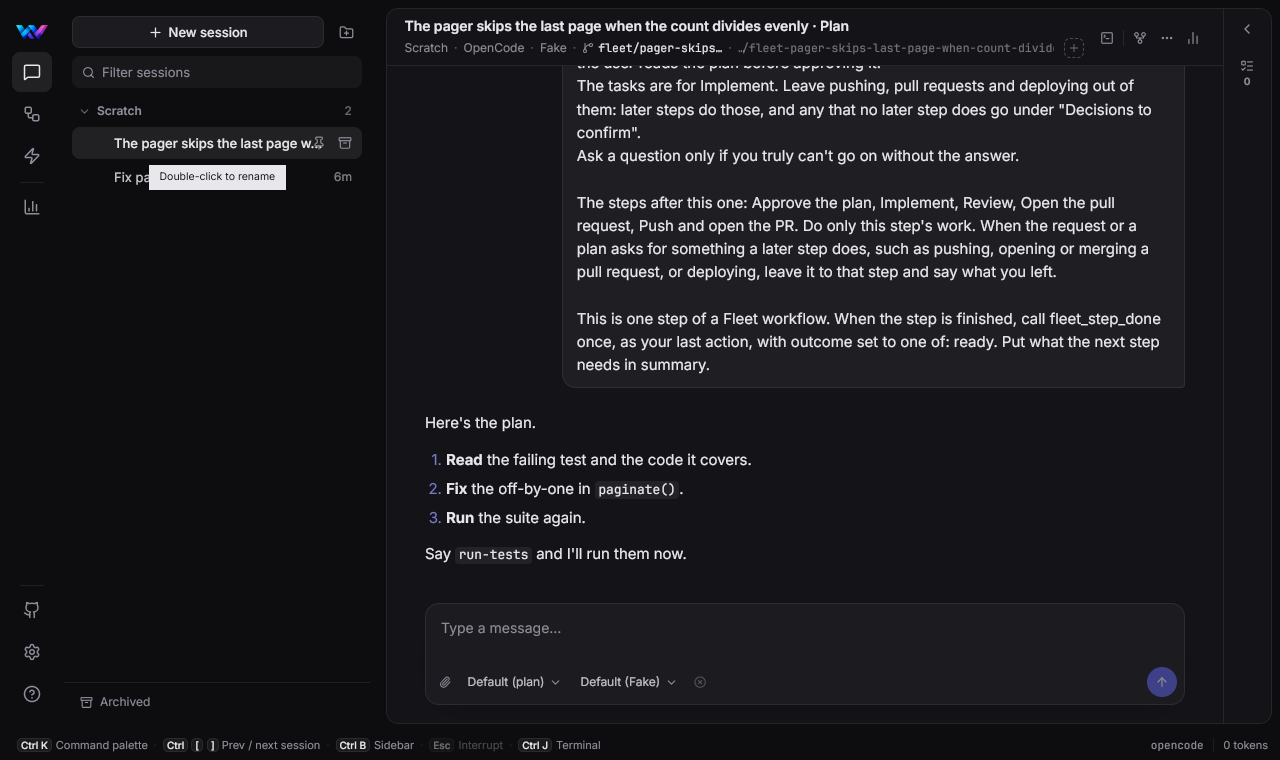 New session
Filter sessions
Scratch 2
The pager skips the last page w...
Fix pa 6m
Double-click to rename
Archived
The pager skips the last page when the count divides evenly · Plan
Scratch · OpenCode · Fake · fleet/pager-skips… · …/fleet-pager-skips-last-page-when-count-divid
the user reads the plan before approving it.
The tasks are for Implement. Leave pushing, pull requests and deploying out of
them: later steps do those, and any that no later step does go under "Decisions to
confirm".
Ask a question only if you truly can't go on without the answer.
The steps after this one: Approve the plan, Implement, Review, Open the pull
request, Push and open the PR. Do only this step's work. When the request or a
plan asks for something a later step does, such as pushing, opening or merging a
pull request, or deploying, leave it to that step and say what you left.
This is one step of a Fleet workflow. When the step is finished, call fleet_step_done
once, as your last action, with outcome set to one of: ready. Put what the next step
needs in summary.
Here's the plan.
1. Read the failing test and the code it covers.
2. Fix the off-by-one in paginate().
3. Run the suite again.
Say run-tests and I'll run them now.
Type a message...
Default (plan) Default (Fake)
0
Ctrl K Command palette · Ctrl [ ] Prev / next session · Ctrl B Sidebar · Esc Interrupt · Ctrl J Terminal
opencode 0 tokens